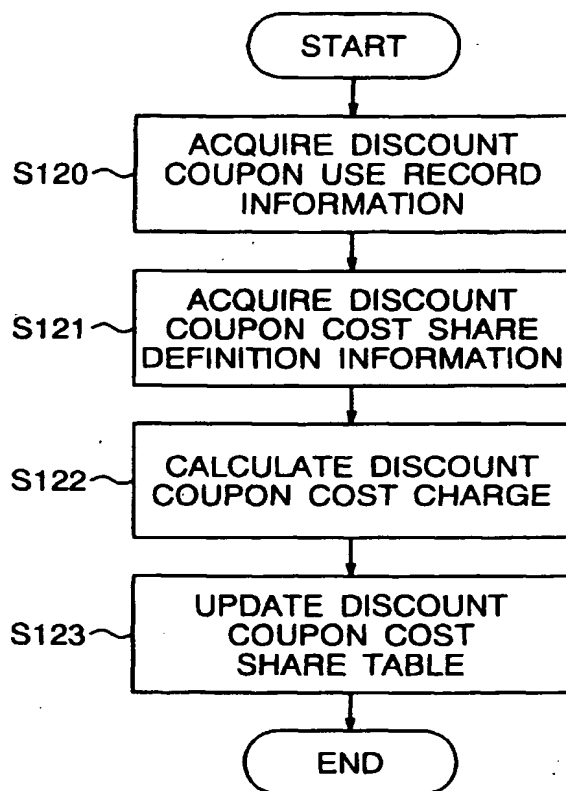 START
S120
ACQUIRE DISCOUNT
COUPON USE RECORD
INFORMATION
S121
ACQUIRE DISCOUNT
COUPON COST SHARE
DEFINITION INFORMATION
S122
CALCULATE DISCOUNT
COUPON COST CHARGE
S123
UPDATE DISCOUNT
COUPON COST
SHARE TABLE
END